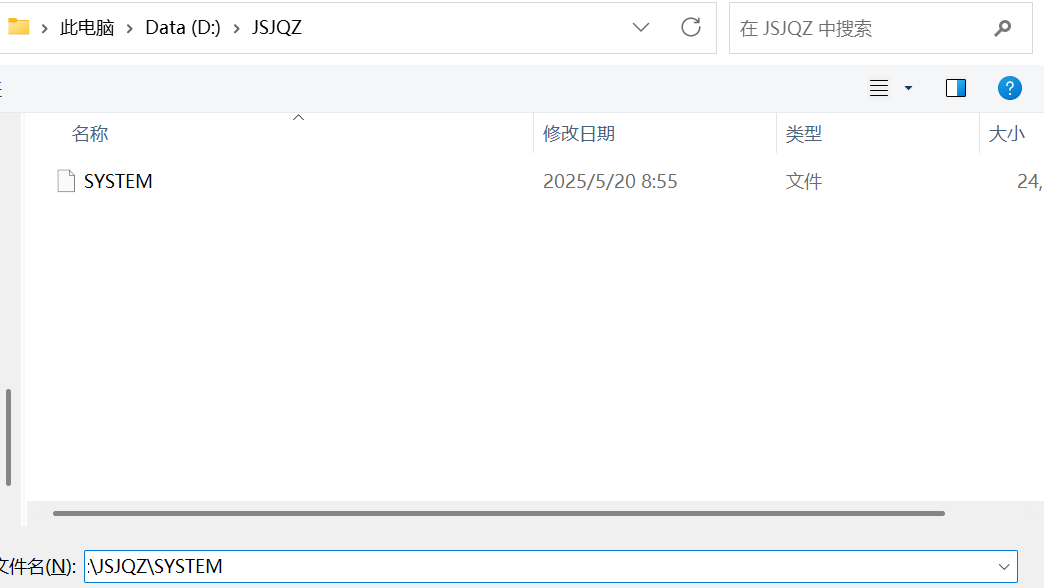 此电脑 › Data (D:) › JSJQZ
在 JSJQZ 中搜索
名称 修改日期 类型 大小
SYSTEM 2025/5/20 8:55 文件 24,
文件名(N): :\JSJQZ\SYSTEM